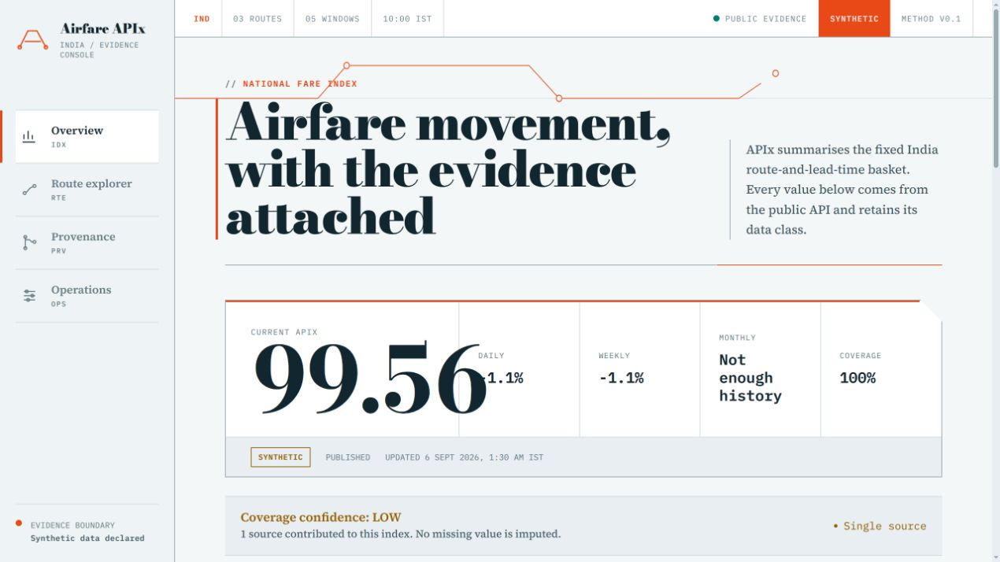 Airfare APIx
INDIA / EVIDENCE
CONSOLE
Overview
IDX
Route explorer
RTE
Provenance
PRV
Operations
OPS
EVIDENCE BOUNDARY
Synthetic data declared
IND
03 ROUTES
05 WINDOWS
10:00 IST
PUBLIC EVIDENCE
SYNTHETIC
METHOD V0.1
// NATIONAL FARE INDEX
Airfare movement,
with the evidence
attached
APIx summarises the fixed India
route-and-lead-time basket.
Every value below comes from
the public API and retains its
data class.
CURRENT APIX
99.56
DAILY
-1.1%
WEEKLY
-1.1%
MONTHLY
Not
enough
history
COVERAGE
100%
SYNTHETIC
PUBLISHED
UPDATED 6 SEPT 2026, 1:30 AM IST
Coverage confidence: LOW
1 source contributed to this index. No missing value is imputed.
• Single source